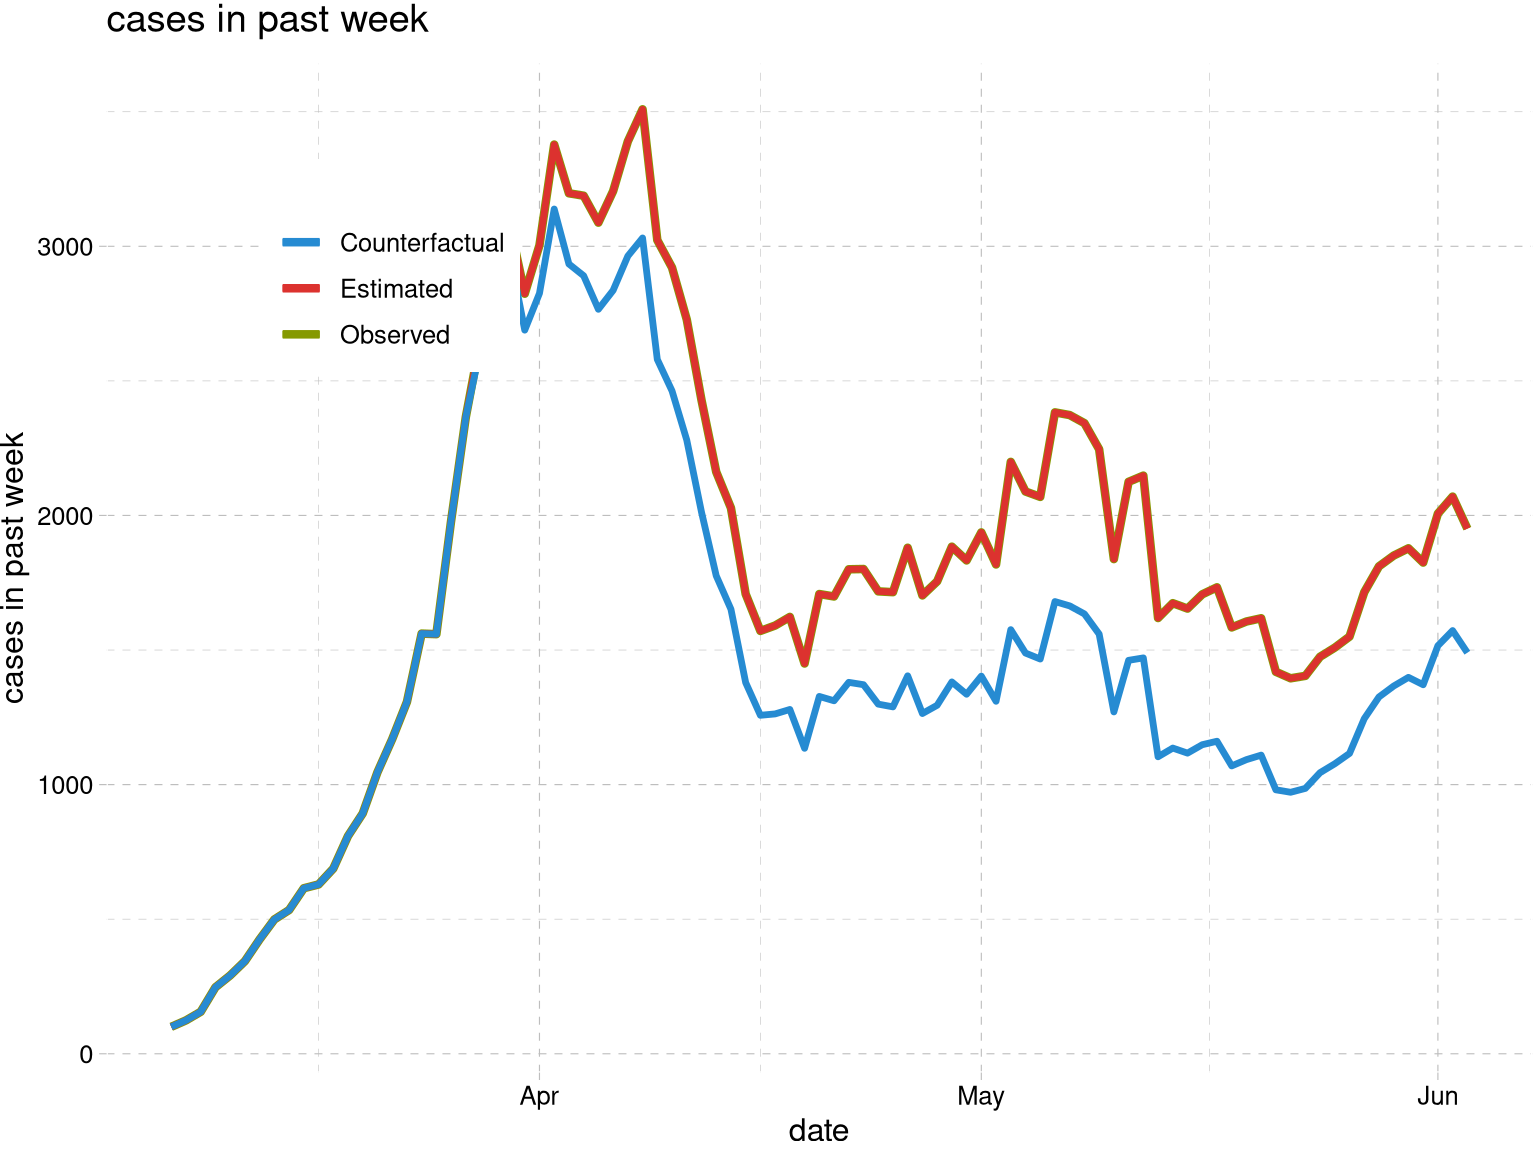 cases in past week
cases in past week
3000
2000
1000
0
Counterfactual
Estimated
Observed
Apr
May
Jun
date